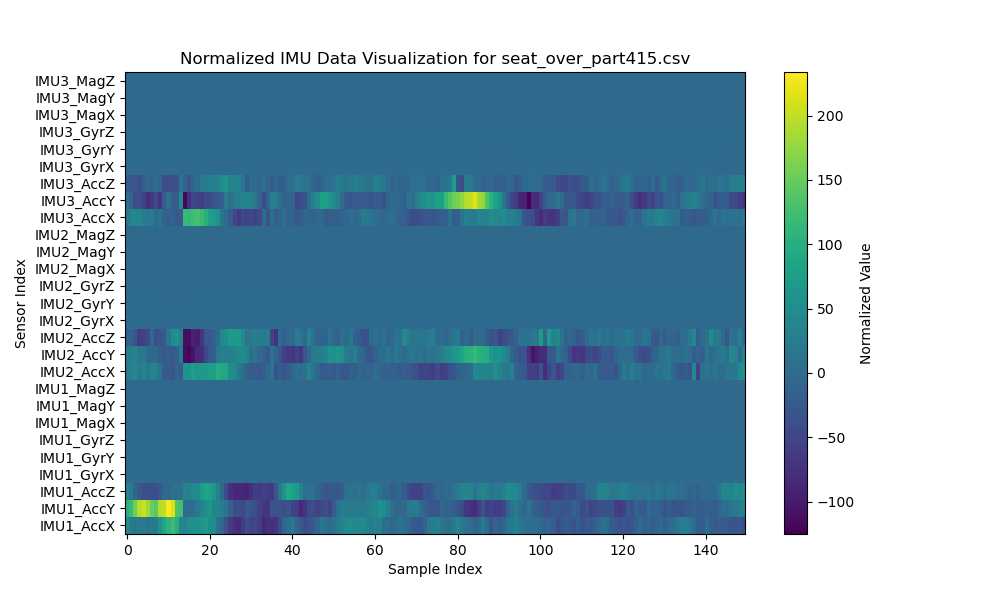 Normalized IMU Data Visualization for seat_over_part415.csv
IMU3_MagZ
IMU3_MagY
IMU3_MagX
IMU3_GyrZ
IMU3_GyrY
IMU3_GyrX
IMU3_AccZ
IMU3_AccY
IMU3_AccX
IMU2_MagZ
IMU2_MagY
IMU2_MagX
IMU2_GyrZ
IMU2_GyrY
IMU2_GyrX
IMU2_AccZ
IMU2_AccY
IMU2_AccX
IMU1_MagZ
IMU1_MagY
IMU1_MagX
IMU1_GyrZ
IMU1_GyrY
IMU1_GyrX
IMU1_AccZ
IMU1_AccY
IMU1_AccX
Sensor Index
0 20 40 60 80 100 120 140
Sample Index
200
150
100
50
0
−50
−100
Normalized Value